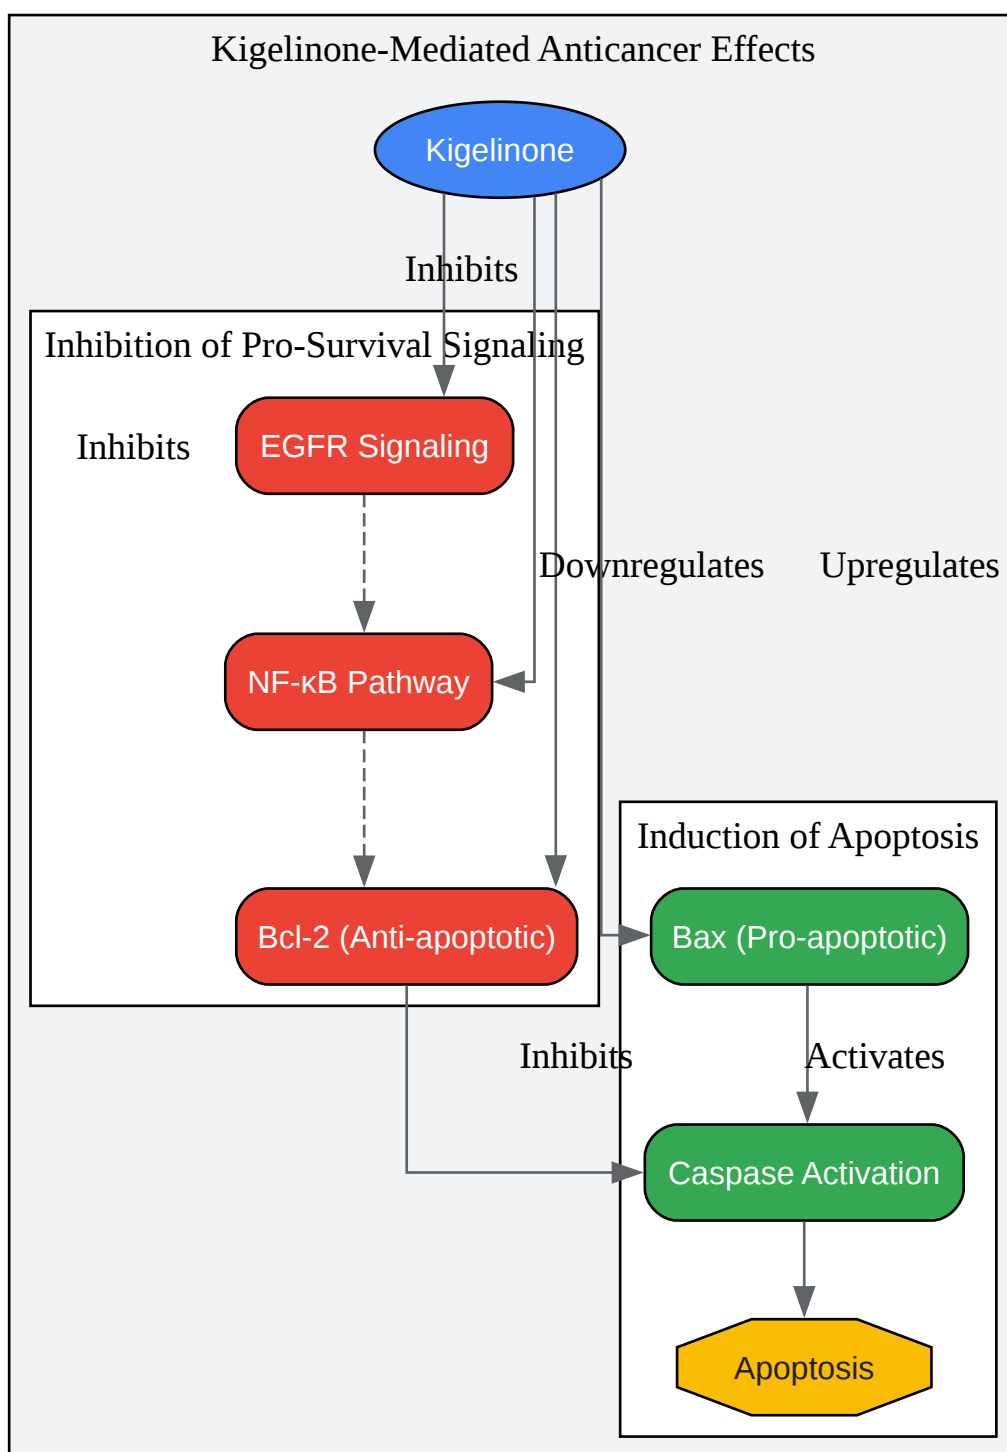 Kigelinone-Mediated Anticancer Effects
Kigelinone
Inhibits
Inhibition of Pro-Survival Signaling
Inhibits
EGFR Signaling
Downregulates
Upregulates
NF-κB Pathway
Induction of Apoptosis
Bcl-2 (Anti-apoptotic)
Bax (Pro-apoptotic)
Inhibits
Activates
Caspase Activation
Apoptosis